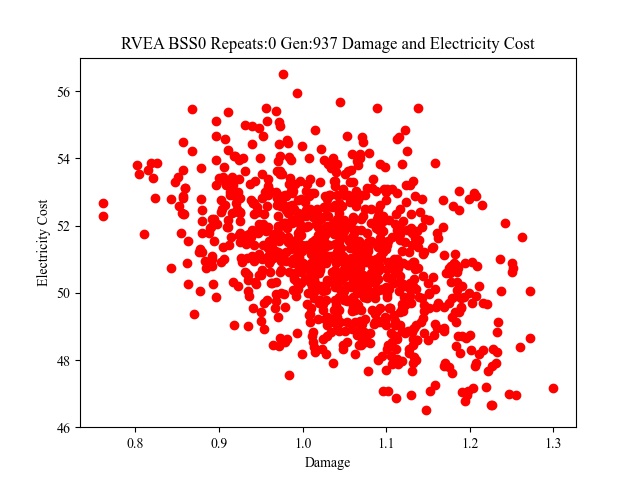 RVEA BSS0 Repeats:0 Gen:937 Damage and Electricity Cost
56
54
52
50
48
46
Electricity Cost
0.8 0.9 1.0 1.1 1.2 1.3
Damage